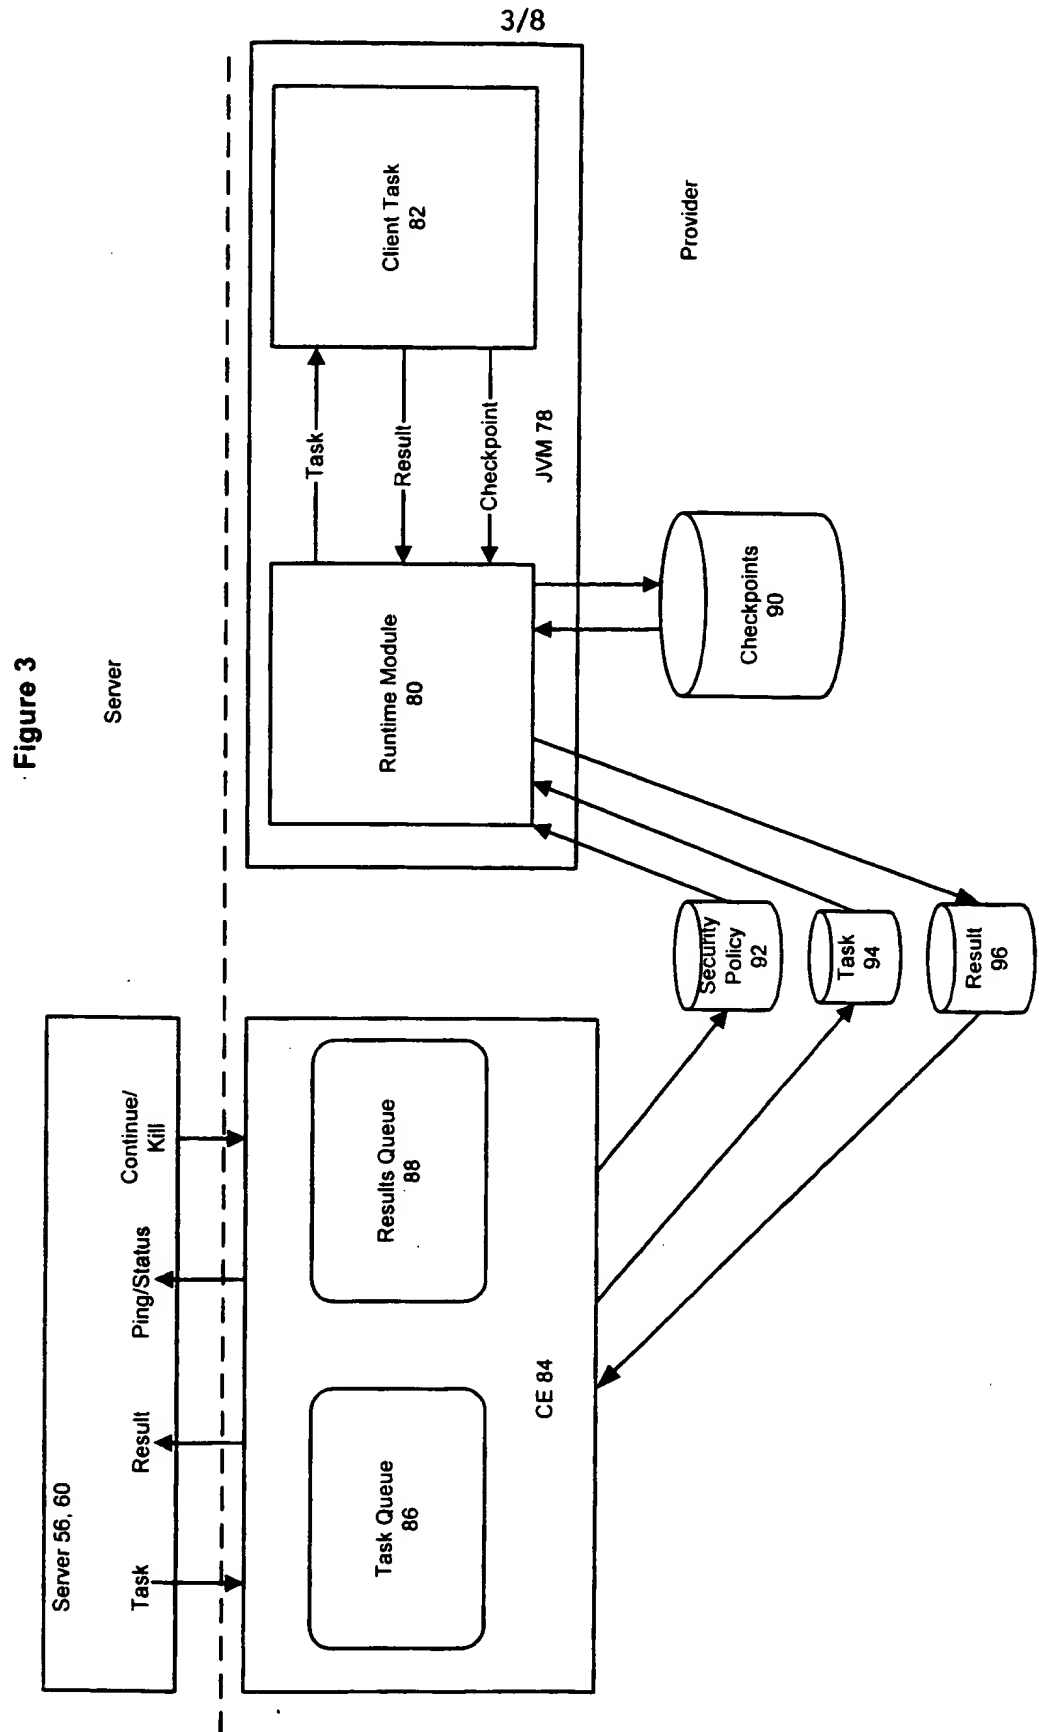 3/8
Figure 3
Server
Server 56, 60
Task
Result
Ping/Status
Continue/
Kill
Task Queue
86
Results Queue
88
CE 84
Runtime Module
80
Task
Result
Checkpoint
Client Task
82
JVM 78
Security
Policy
92
Task
94
Result
96
Checkpoints
90
Provider